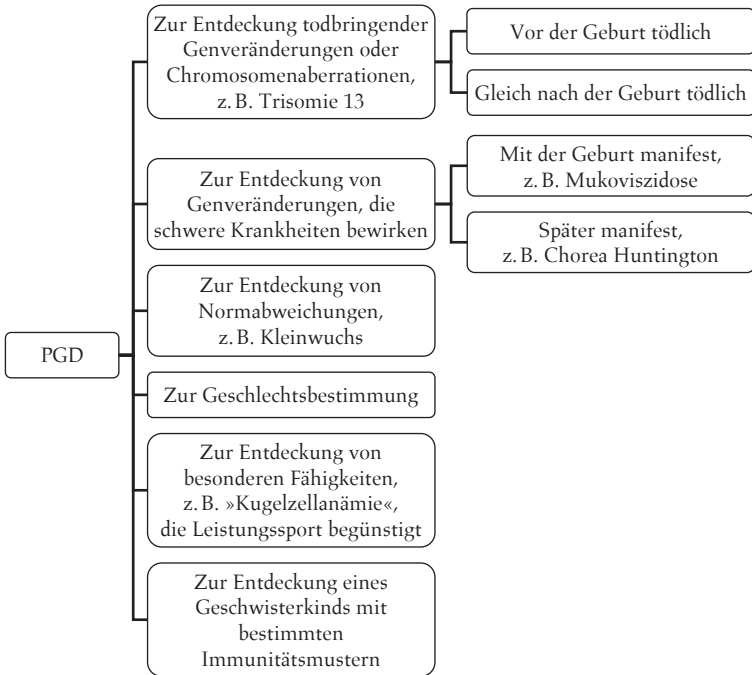 Zur Entdeckung todbringender
Genveränderungen oder
Chromosomenaberrationen,
z. B. Trisomie 13
Vor der Geburt tödlich
Gleich nach der Geburt tödlich
Zur Entdeckung von
Genveränderungen, die
schwere Krankheiten bewirken
Mit der Geburt manifest,
z. B. Mukoviszidose
Später manifest,
z. B. Chorea Huntington
Zur Entdeckung von
Normabweichungen,
z. B. Kleinwuchs
PGD
Zur Geschlechtsbestimmung
Zur Entdeckung von
besonderen Fähigkeiten,
z. B. »Kugelzellanämie«,
die Leistungssport begünstigt
Zur Entdeckung eines
Geschwisterkinds mit
bestimmten
Immunitätsmustern